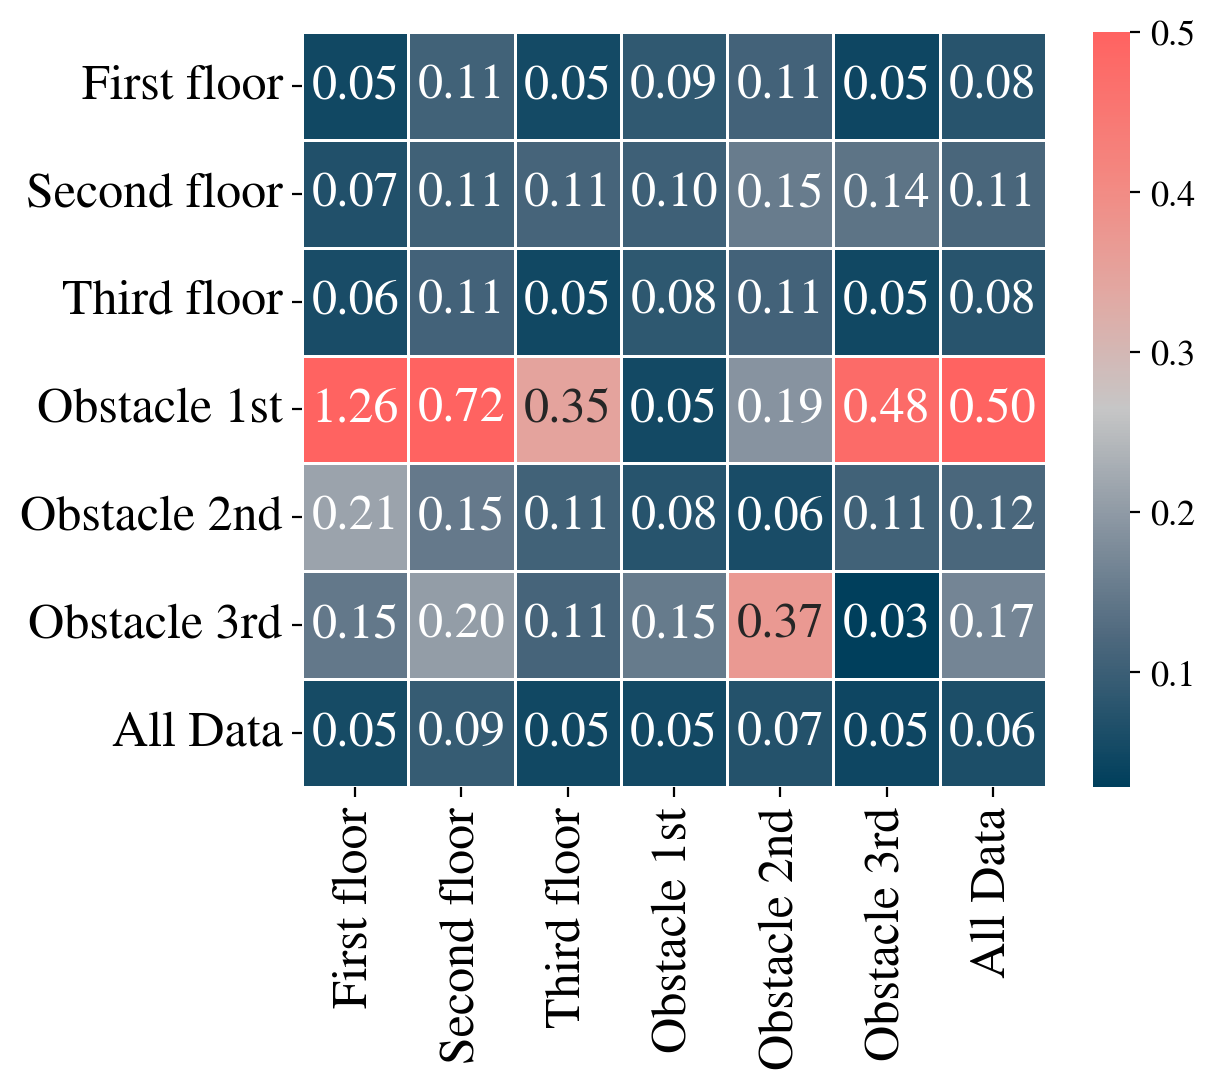 First floor 0.05 0.11 0.05 0.09 0.11 0.05 0.08
Second floor 0.07 0.11 0.11 0.10 0.15 0.14 0.11
Third floor 0.06 0.11 0.05 0.08 0.11 0.05 0.08
Obstacle 1st 1.26 0.72 0.35 0.05 0.19 0.48 0.50
Obstacle 2nd 0.21 0.15 0.11 0.08 0.06 0.11 0.12
Obstacle 3rd 0.15 0.20 0.11 0.15 0.37 0.03 0.17
All Data 0.05 0.09 0.05 0.05 0.07 0.05 0.06
First floor
Second floor
Third floor
Obstacle 1st
Obstacle 2nd
Obstacle 3rd
All Data
0.5
0.4
0.3
0.2
0.1